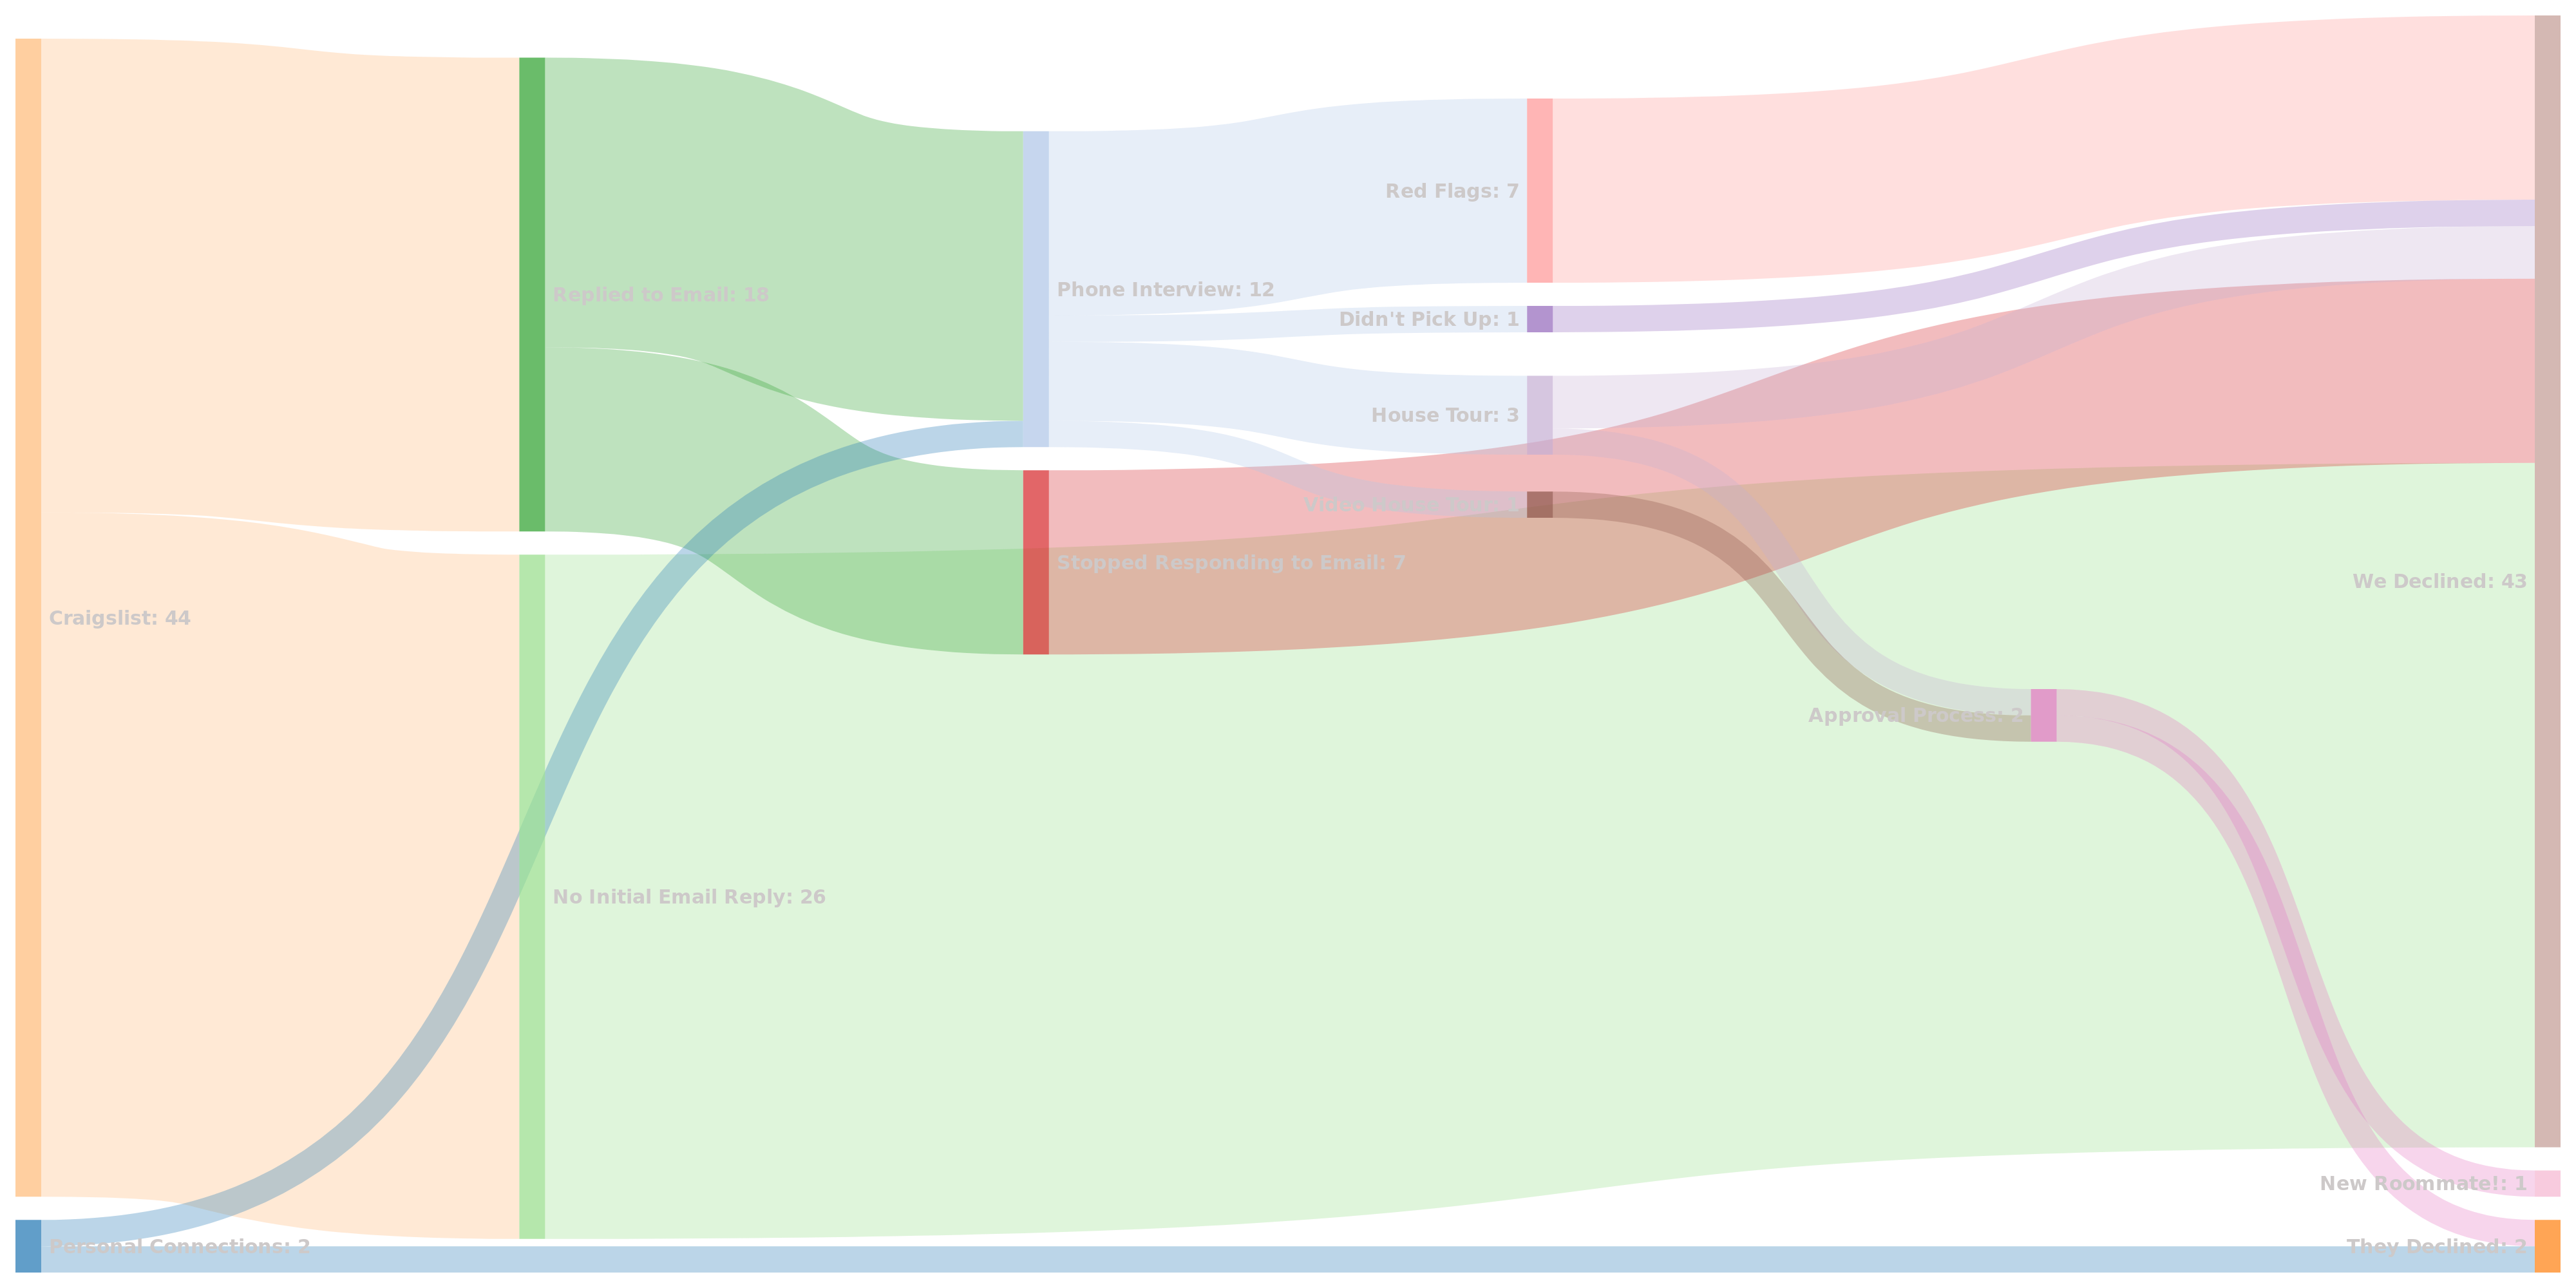 Craigslist: 44
Personal Connections: 2
Replied to Email: 18
No Initial Email Reply: 26
Phone Interview: 12
Stopped Responding to Email: 7
Red Flags: 7
Didn't Pick Up: 1
House Tour: 3
Video House Tour: 1
Approval Process: 2
We Declined: 43
New Roommate!: 1
They Declined: 2